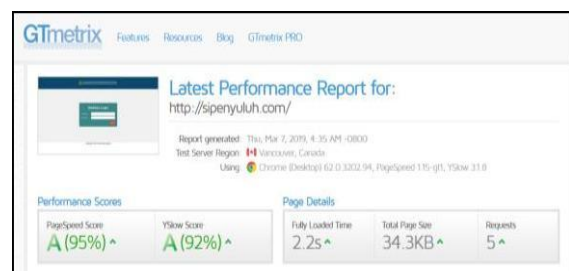 GTmetrix Features Resources Blog GTmetrix PRO
Latest Performance Report for:
http://sipenyuluh.com/
Report generated: Thu, Mar 7, 2019, 4:35 AM -0800
Test Server Region: Vancouver, Canada
Using: Chrome (Desktop) 62.0.3202.94, PageSpeed 1.15-gt1, YSlow 3.1.8
Performance Scores Page Details
PageSpeed Score YSlow Score Fully Loaded Time Total Page Size Requests
A (95%) A (92%) 2.2s 34.3KB 5